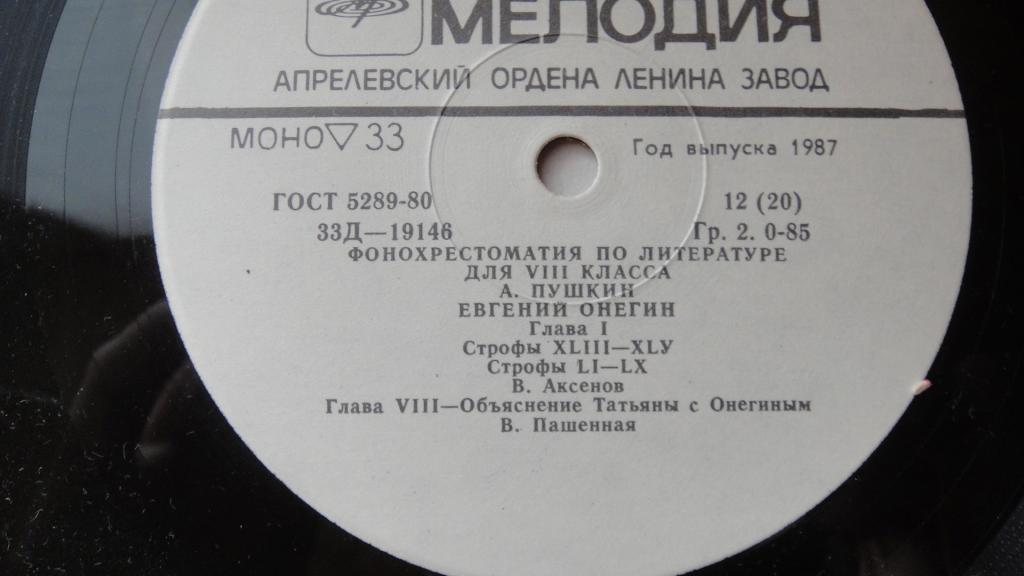 МЕЛОДИЯ
АПРЕЛЕВСКИЙ ОРДЕНА ЛЕНИНА ЗАВОД
МОНО ▽ 33 Год выпуска 1987
ГОСТ 5289-80 12 (20)
33Д—19146 Гр. 2. 0-85
ФОНОХРЕСТОМАТИЯ ПО ЛИТЕРАТУРЕ
ДЛЯ VIII КЛАССА
А. ПУШКИН
ЕВГЕНИЙ ОНЕГИН
Глава I
Строфы XLIII—XLУ
Строфы LI—LX
В. Аксенов
Глава VIII—Объяснение Татьяны с Онегиным
В. Пашенная